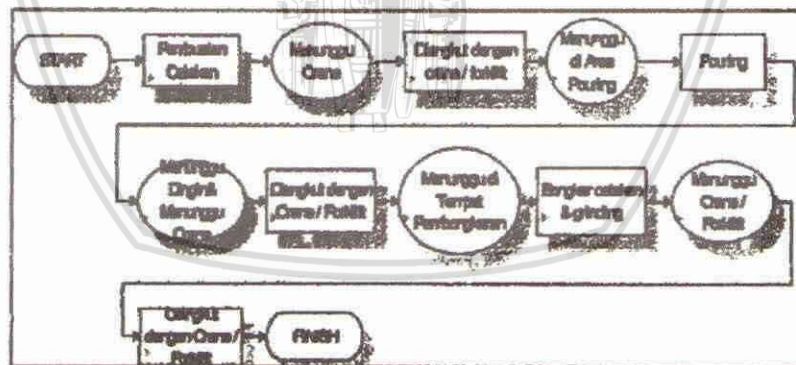 START
Pembuatan
Cetakan
Menunggu
Crane
Diangkut dengan
crane / forklift
Menunggu
di Area
Pouring
Pouring
Menunggu
Dingin &
Menunggu
Crane
Diangkut dengan
Crane / Forklift
Menunggu di
Tempat
Pembongkaran
Bongkar cetakan
& grinding
Menunggu
Crane /
Forklift
Diangkut
dengan Crane /
Forklift
FINISH